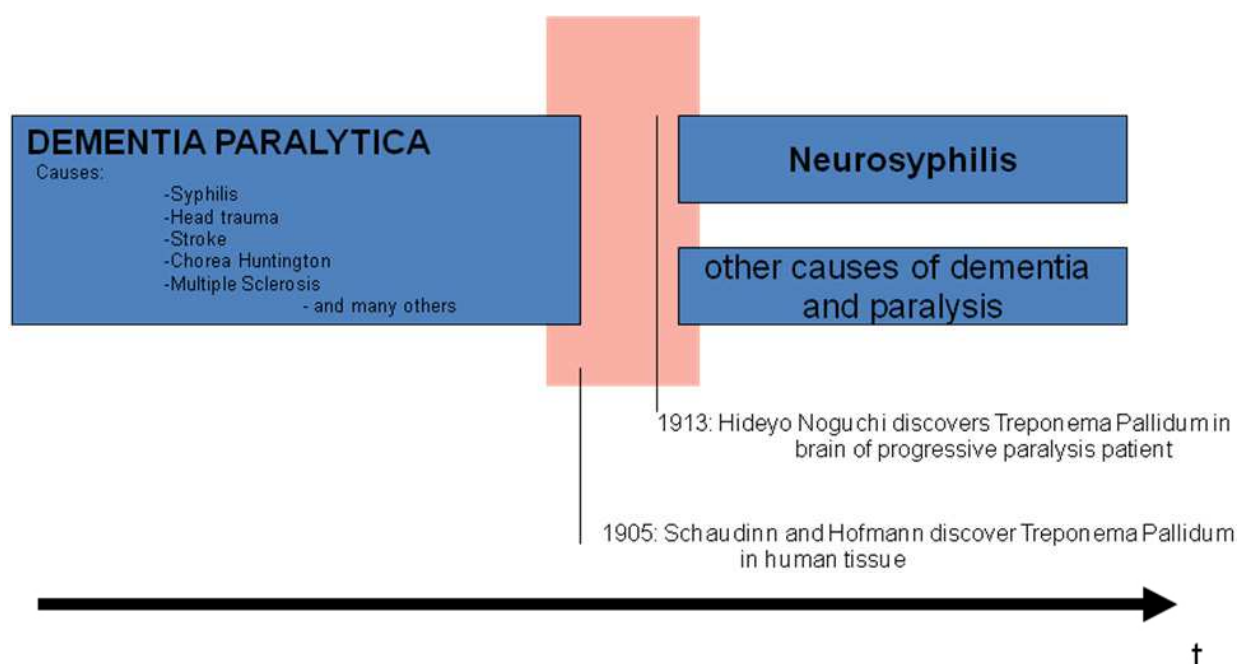 DEMENTIA PARALYTICA
Causes:
-Syphilis
-Head trauma
-Stroke
-Chorea Huntington
-Multiple Sclerosis
- and many others
Neurosyphilis
other causes of dementia
and paralysis
1913: Hideyo Noguchi discovers Treponema Pallidum in
brain of progressive paralysis patient
1905: Schaudinn and Hofmann discover Treponema Pallidum
in human tissue
t